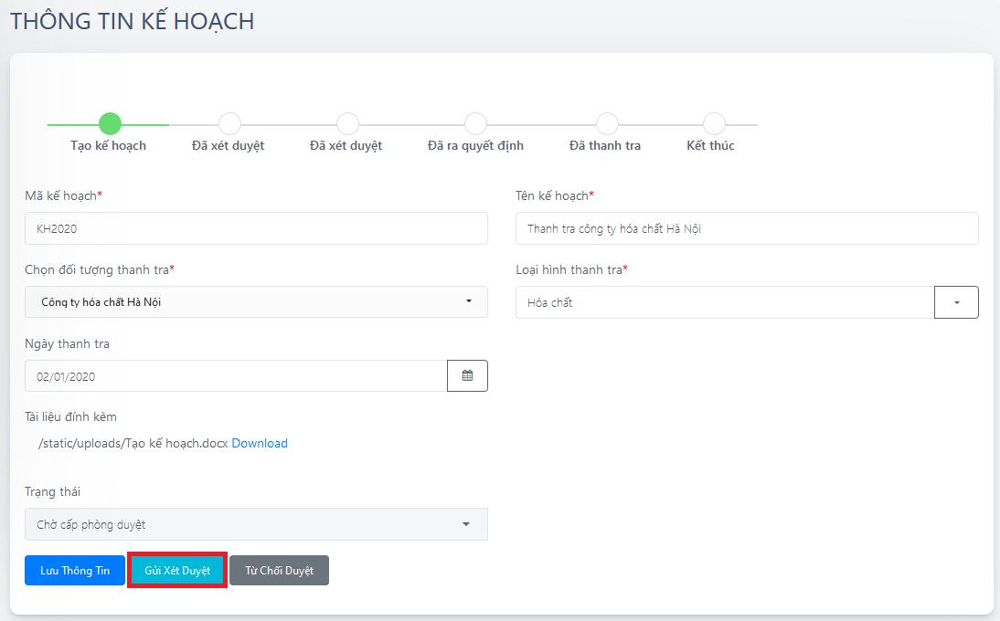 THÔNG TIN KẾ HOẠCH
Tạo kế hoạch
Đã xét duyệt
Đã xét duyệt
Đã ra quyết định
Đã thanh tra
Kết thúc
Mã kế hoạch*
Tên kế hoạch*
KH2020
Thanh tra công ty hóa chất Hà Nội
Chọn đối tượng thanh tra*
Loại hình thanh tra*
Công ty hóa chất Hà Nội
Hóa chất
Ngày thanh tra
02/01/2020
Tài liệu đính kèm
/static/uploads/Tạo kế hoạch.docx Download
Trạng thái
Chờ cấp phòng duyệt
Lưu Thông Tin
Gửi Xét Duyệt
Từ Chối Duyệt